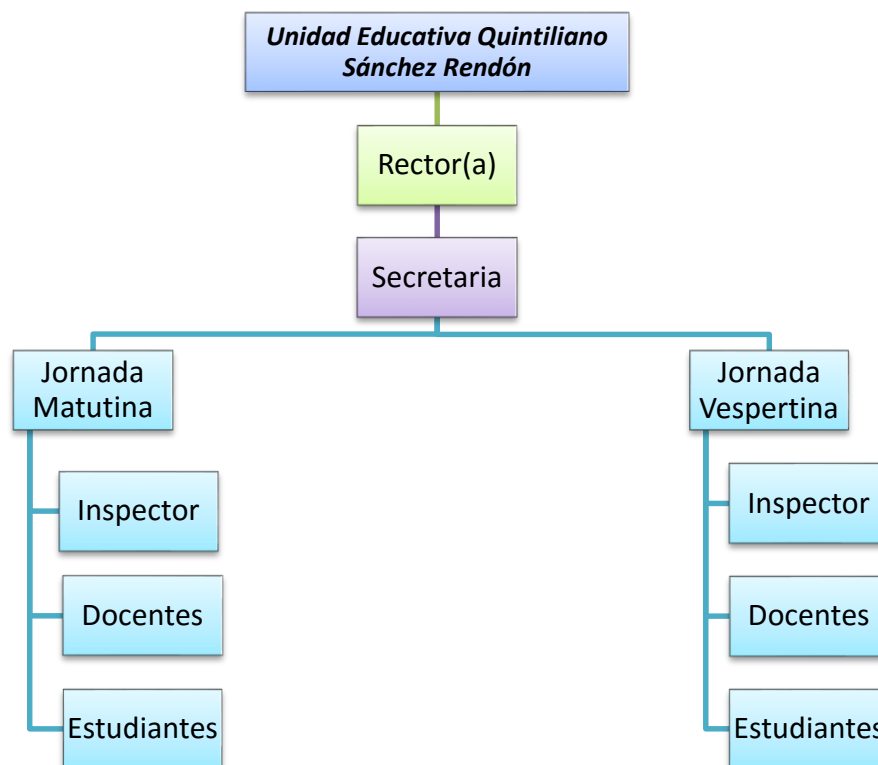 Unidad Educativa Quintiliano
Sánchez Rendón
Rector(a)
Secretaria
Jornada
Matutina
Jornada
Vespertina
Inspector
Docentes
Estudiantes
Inspector
Docentes
Estudiantes